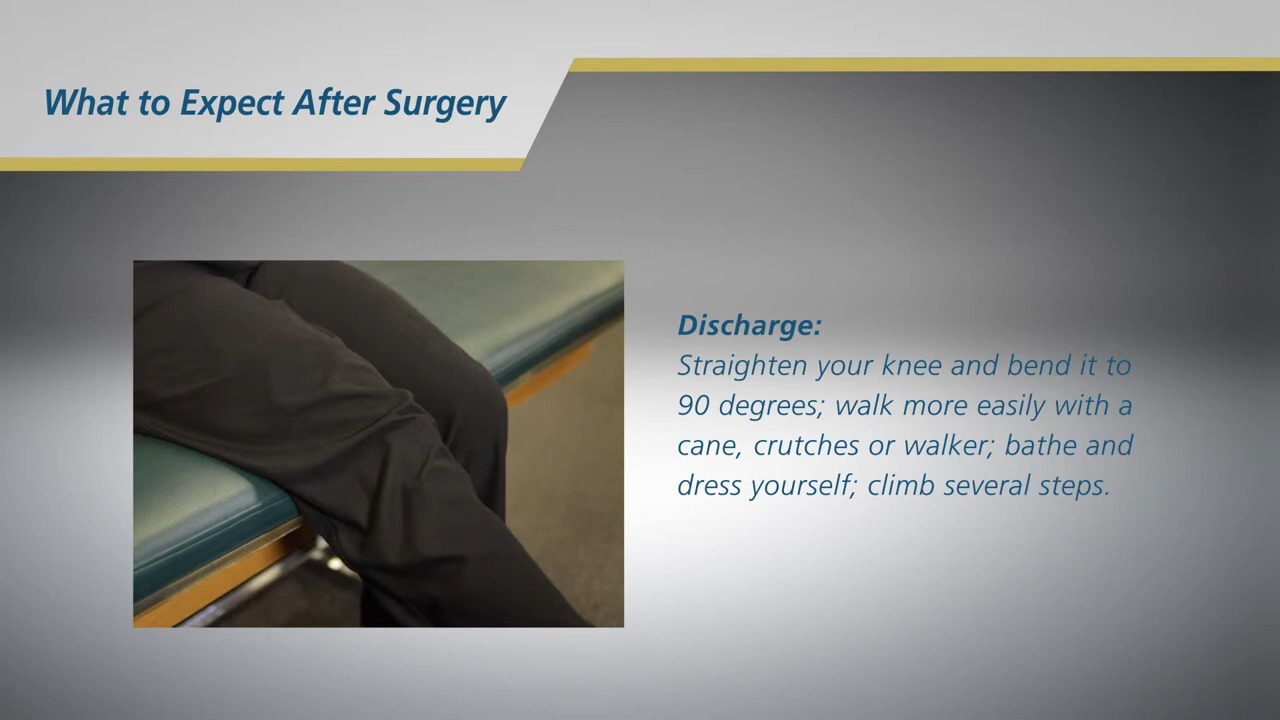 What to Expect After Surgery
Discharge:
Straighten your knee and bend it to
90 degrees; walk more easily with a
cane, crutches or walker; bathe and
dress yourself; climb several steps.